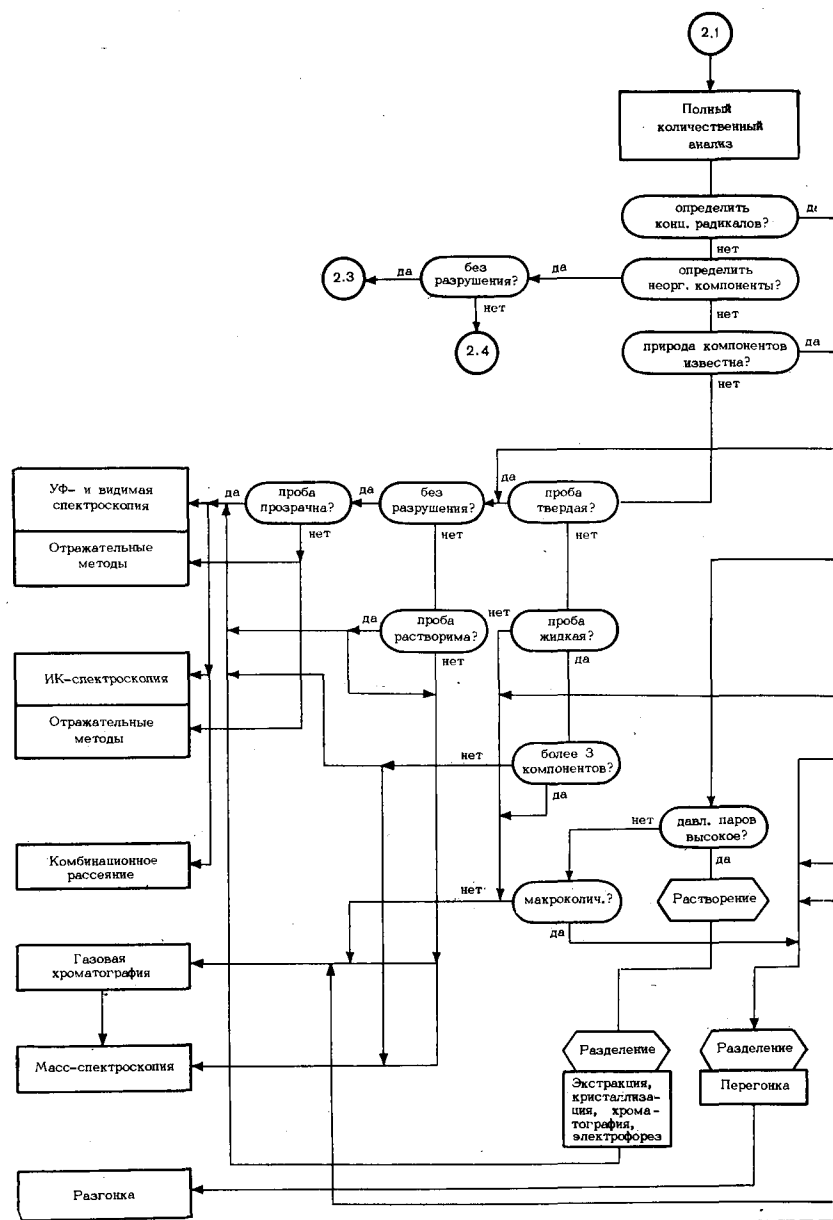 2.1
Полный
количественный
анализ
определить
конц. радикалов?
да
нет
2.3
да
без
разрушения?
да
определить
неорг. компоненты?
нет
нет
2.4
природа компонентов
известна?
да
нет
УФ- и видимая
спектроскопия
да
проба
прозрачна?
да
без
разрушения?
да
проба
твердая?
Отражательные
методы
нет
нет
нет
да
проба
растворима?
нет
проба
жидкая?
нет
да
ИК-спектроскопия
Отражательные
методы
нет
более 3
компонентов?
да
нет
давл. паров
высокое?
да
Комбинационное
рассеяние
нет
макроколич.?
Растворение
да
Газовая
хроматография
Масс-спектроскопия
Разделение
Разделение
Экстракция,
кристаллиза-
ция, хрома-
тография,
электрофорез
Перегонка
Разгонка